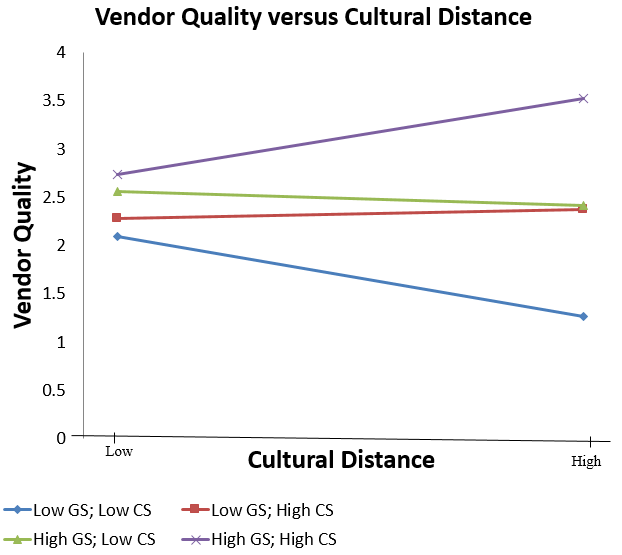 Vendor Quality versus Cultural Distance
4
3.5
3
2.5
2
1.5
1
0.5
0
Vendor Quality
Low
High
Cultural Distance
Low GS; Low CS
Low GS; High CS
High GS; Low CS
High GS; High CS